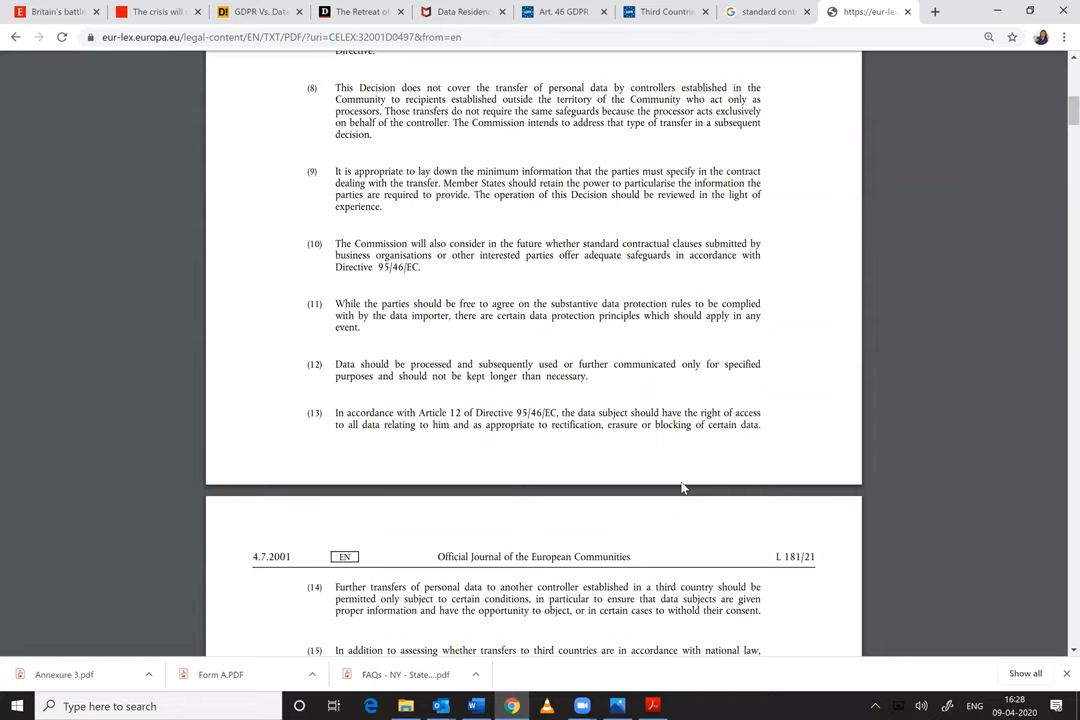 Britain's battle
The crisis will
GDPR Vs. Data
The Retreat of
Data Residenc
Art. 46 GDPR
Third Countrie
standard cont
https://eur-lex
eur-lex.europa.eu/legal-content/EN/TXT/PDF/?uri=CELEX:32001D0497&from=en
Directive.
(8) This Decision does not cover the transfer of personal data by controllers established in the
Community to recipients established outside the territory of the Community who act only as
processors. Those transfers do not require the same safeguards because the processor acts exclusively
on behalf of the controller. The Commission intends to address that type of transfer in a subsequent
decision.
(9) It is appropriate to lay down the minimum information that the parties must specify in the contract
dealing with the transfer. Member States should retain the power to particularise the information the
parties are required to provide. The operation of this Decision should be reviewed in the light of
experience.
(10) The Commission will also consider in the future whether standard contractual clauses submitted by
business organisations or other interested parties offer adequate safeguards in accordance with
Directive 95/46/EC.
(11) While the parties should be free to agree on the substantive data protection rules to be complied
with by the data importer, there are certain data protection principles which should apply in any
event.
(12) Data should be processed and subsequently used or further communicated only for specified
purposes and should not be kept longer than necessary.
(13) In accordance with Article 12 of Directive 95/46/EC, the data subject should have the right of access
to all data relating to him and as appropriate to rectification, erasure or blocking of certain data.
4.7.2001 EN Official Journal of the European Communities L 181/21
(14) Further transfers of personal data to another controller established in a third country should be
permitted only subject to certain conditions, in particular to ensure that data subjects are given
proper information and have the opportunity to object, or in certain cases to withold their consent.
(15) In addition to assessing whether transfers to third countries are in accordance with national law,
Annexure 3.pdf
Form A.PDF
FAQs - NY - State....pdf
Show all
Type here to search
ENG
16:28
09-04-2020